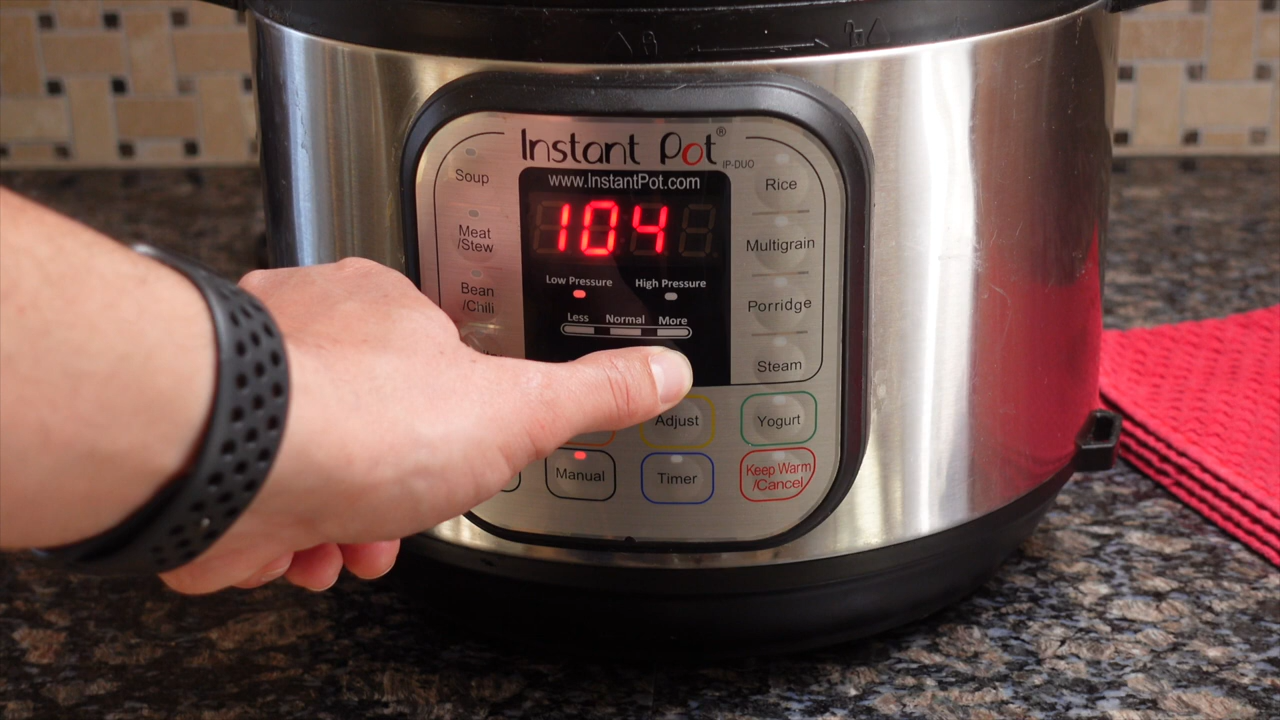 Instant Pot®
IP-DUO
www.InstantPot.com
104
Low Pressure High Pressure
Less Normal More
Soup
Meat
/Stew
Bean
/Chili
Rice
Multigrain
Porridge
Steam
Adjust
Yogurt
Manual
Timer
Keep Warm
/Cancel